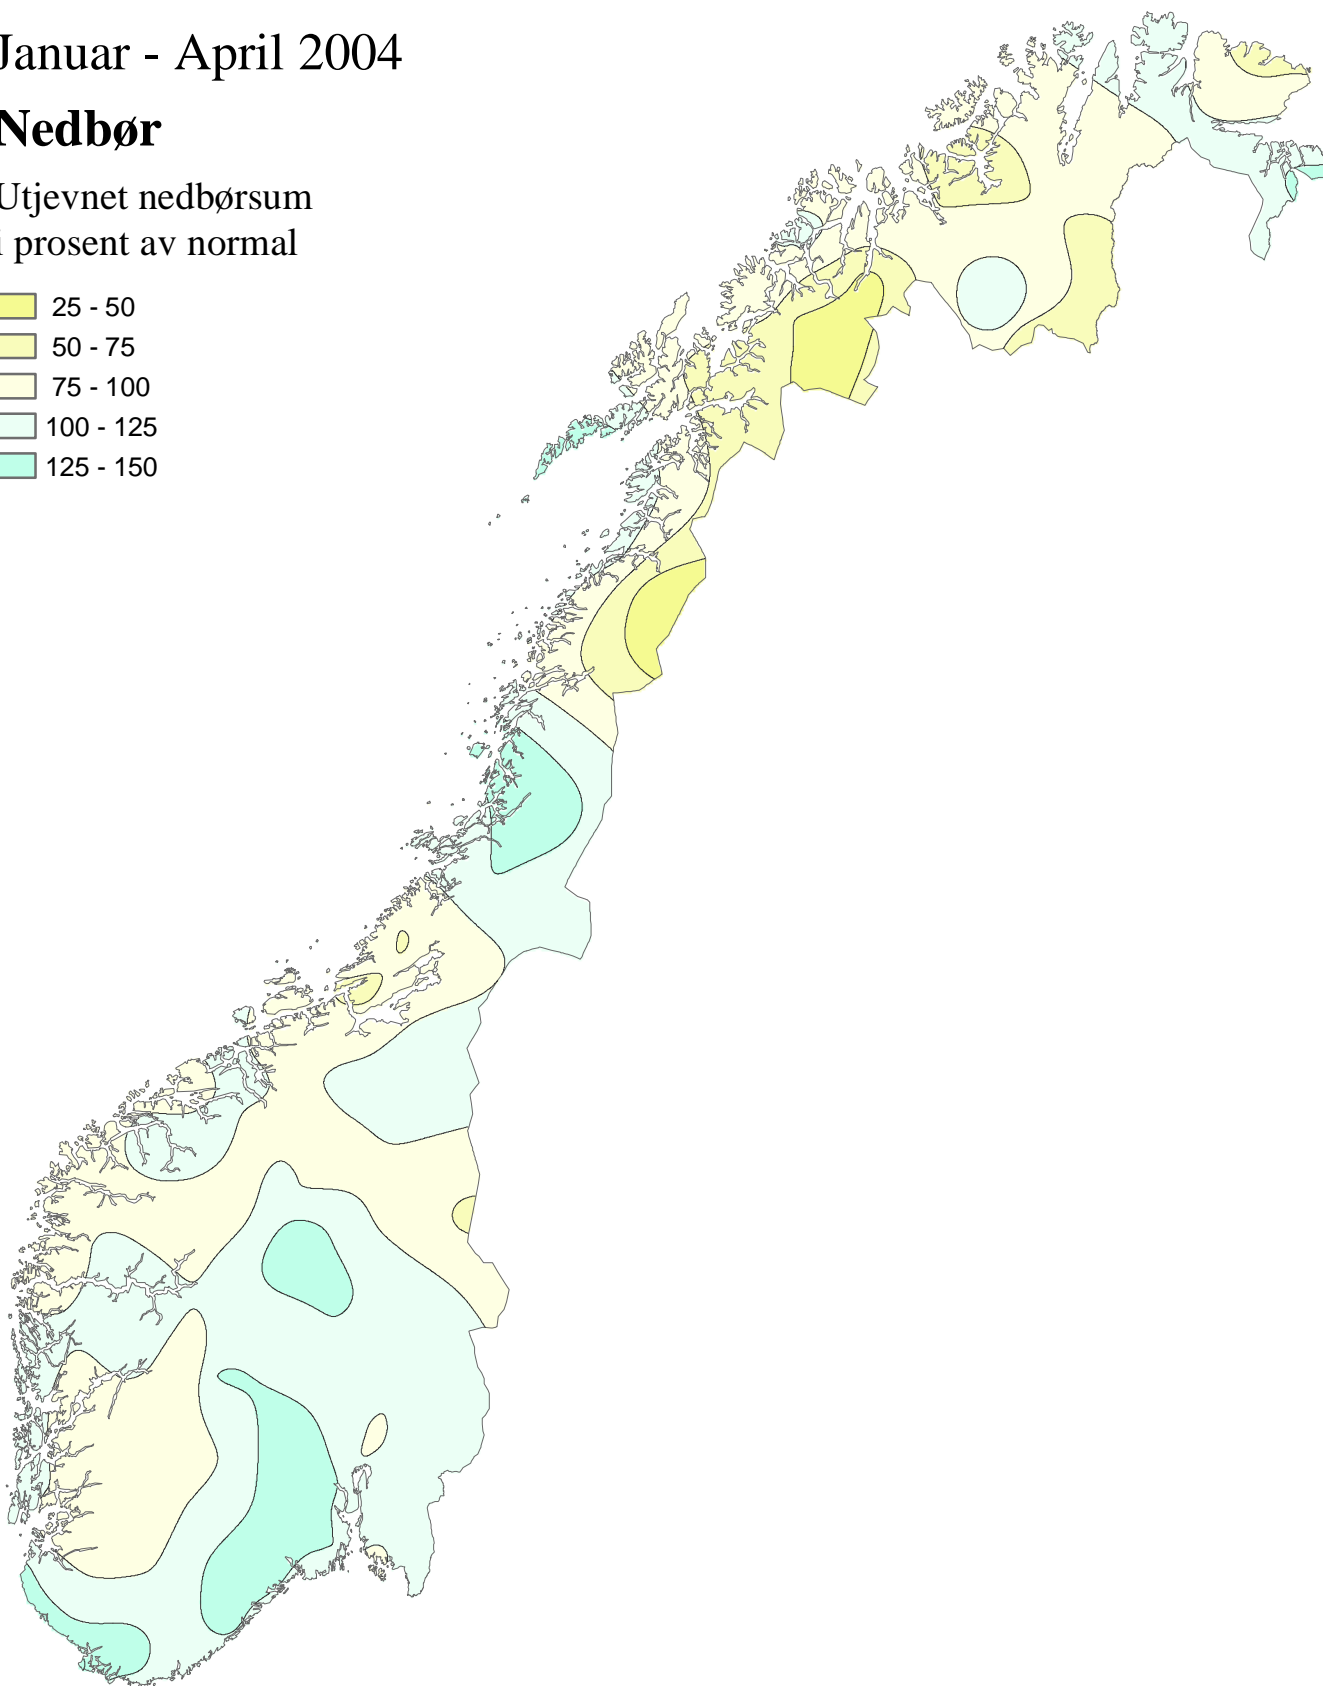 Januar - April 2004
Nedbør
Utjevnet nedbørsum
i prosent av normal
25 - 50
50 - 75
75 - 100
100 - 125
125 - 150